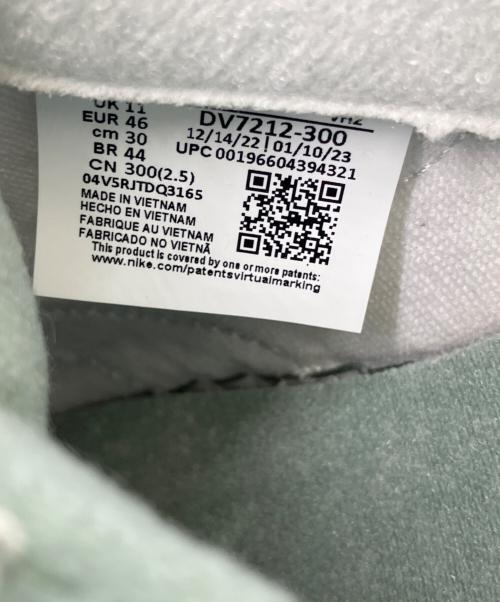 UK 11
EUR 46
cm 30
BR 44
CN 300(2.5)
04V5RJTDQ3165
VH2
DV7212-300
12/14/22 | 01/10/23
UPC 00196604394321
MADE IN VIETNAM
HECHO EN VIETNAM
FABRIQUE AU VIETNAM
FABRICADO NO VIETNÃ
This product is covered by one or more patents:
www.nike.com/patentsvirtualmarking